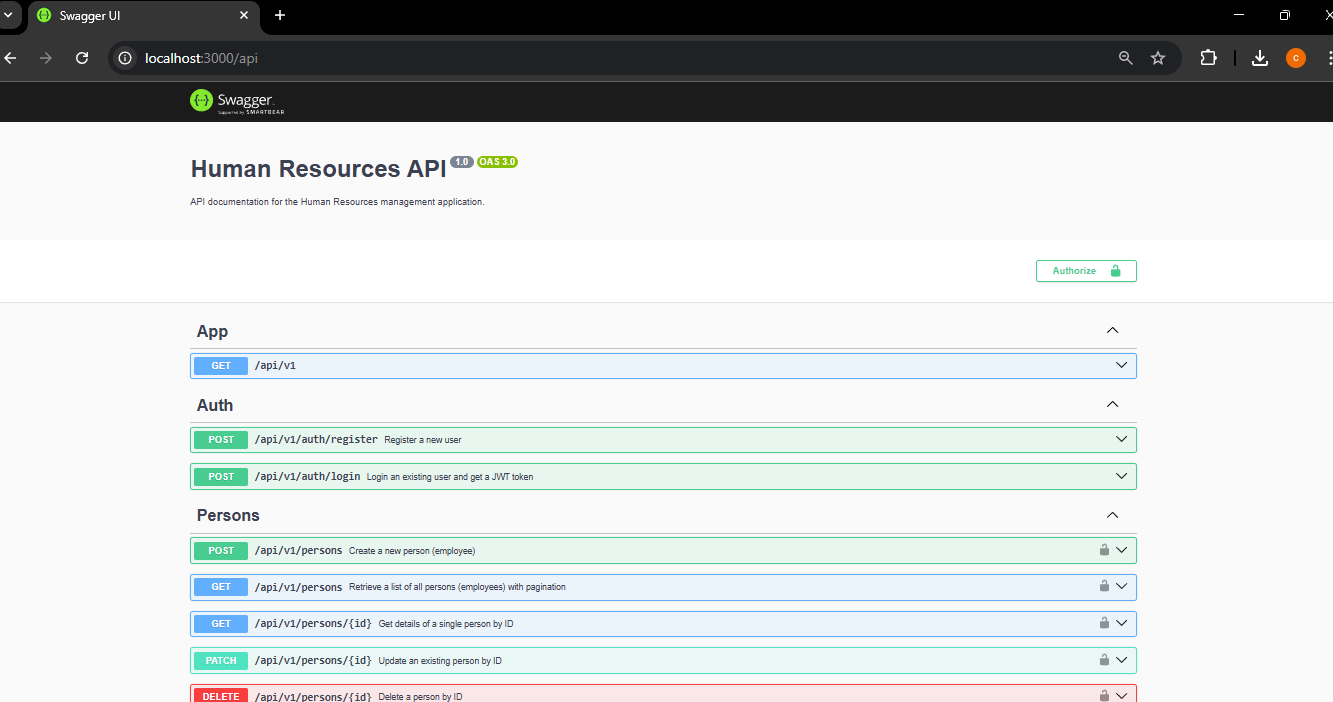 Swagger UI
localhost:3000/api
C
{··} Swagger
Supported by SMARTBEAR
Human Resources API 1.0 OAS 3.0
API documentation for the Human Resources management application.
Authorize
App
GET /api/v1
Auth
POST /api/v1/auth/register Register a new user
POST /api/v1/auth/login Login an existing user and get a JWT token
Persons
POST /api/v1/persons Create a new person (employee)
GET /api/v1/persons Retrieve a list of all persons (employees) with pagination
GET /api/v1/persons/{id} Get details of a single person by ID
PATCH /api/v1/persons/{id} Update an existing person by ID
DELETE /api/v1/persons/{id} Delete a person by ID